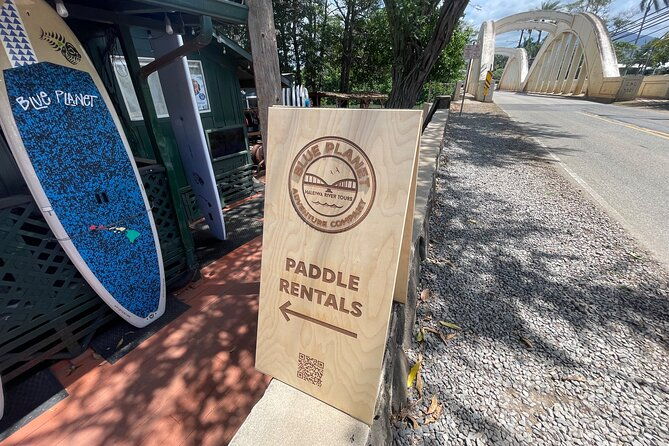 BLUE PLANET
BLUE PLANET
HALEIWA RIVER TOURS
ADVENTURE COMPANY
PADDLE
RENTALS